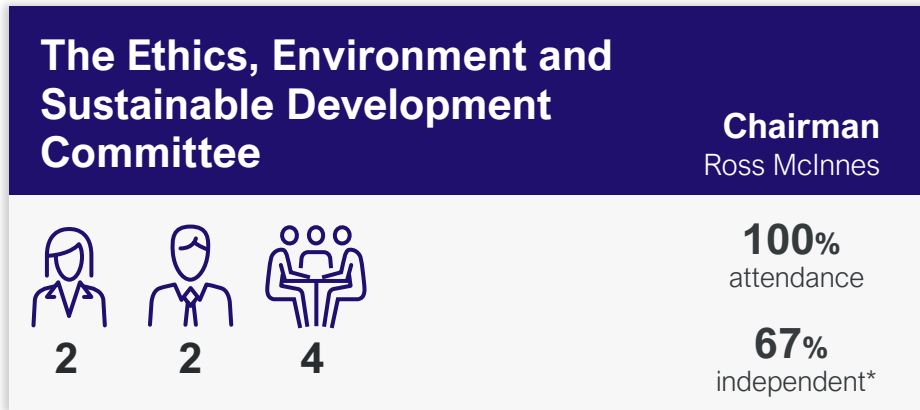 The Ethics, Environment and
Sustainable Development
Committee
Chairman
Ross McInnes
2
2
4
100%
attendance
67%
independent*